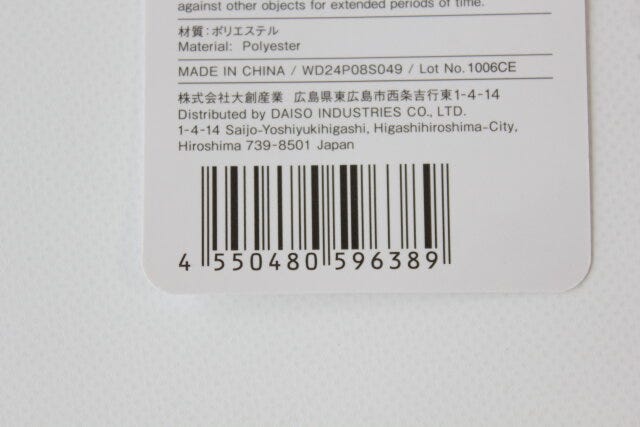 against other objects for extended periods of time.
材質：ポリエステル
Material: Polyester
MADE IN CHINA / WD24P08S049 / Lot No. 1006CE
株式会社大創産業 広島県東広島市西条吉行東1-4-14
Distributed by DAISO INDUSTRIES CO., LTD.
1-4-14 Saijo-Yoshiyukihigashi, Higashihiroshima-City,
Hiroshima 739-8501 Japan
4 550480 596389